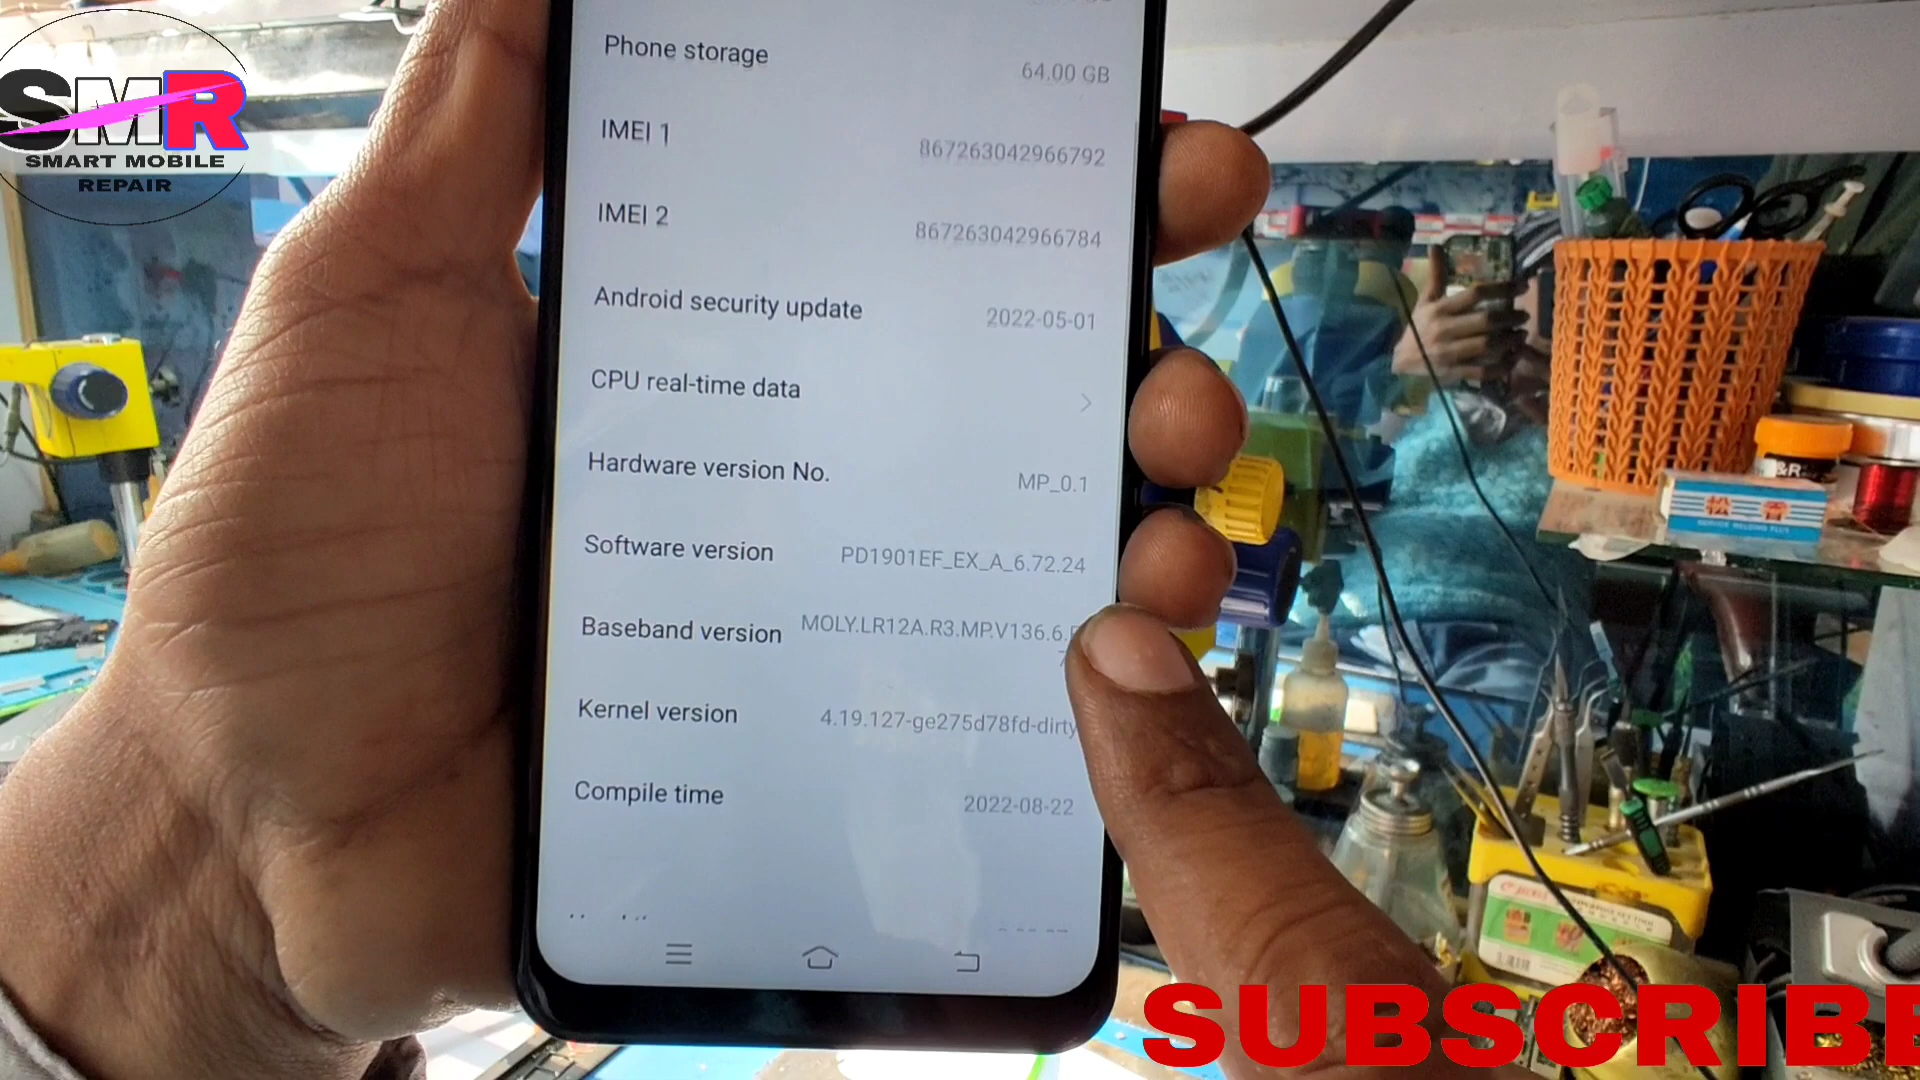 SMR
SMART MOBILE
REPAIR
Phone storage 64.00 GB
IMEI 1 867263042966792
IMEI 2 867263042966784
Android security update 2022-05-01
CPU real-time data
Hardware version No. MP_0.1
Software version PD1901EF_EX_A_6.72.24
Baseband version MOLY.LR12A.R3.MP.V136.6.
Kernel version 4.19.127-ge275d78fd-dirty
Compile time 2022-08-22
&R
SUBSCRIBE